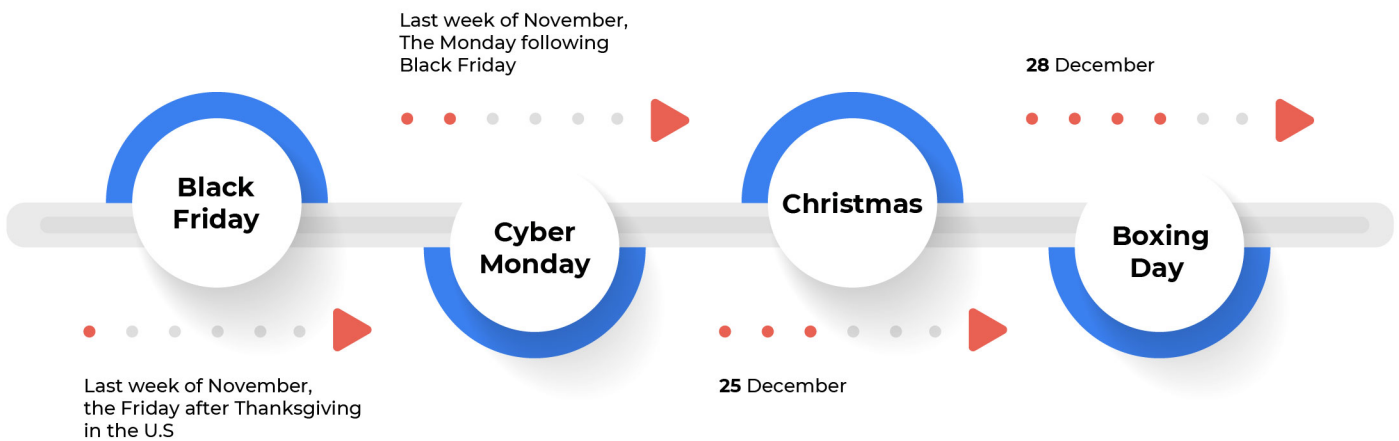 Black
Friday
Last week of November,
the Friday after Thanksgiving
in the U.S
Last week of November,
The Monday following
Black Friday
Cyber
Monday
Christmas
25 December
28 December
Boxing
Day